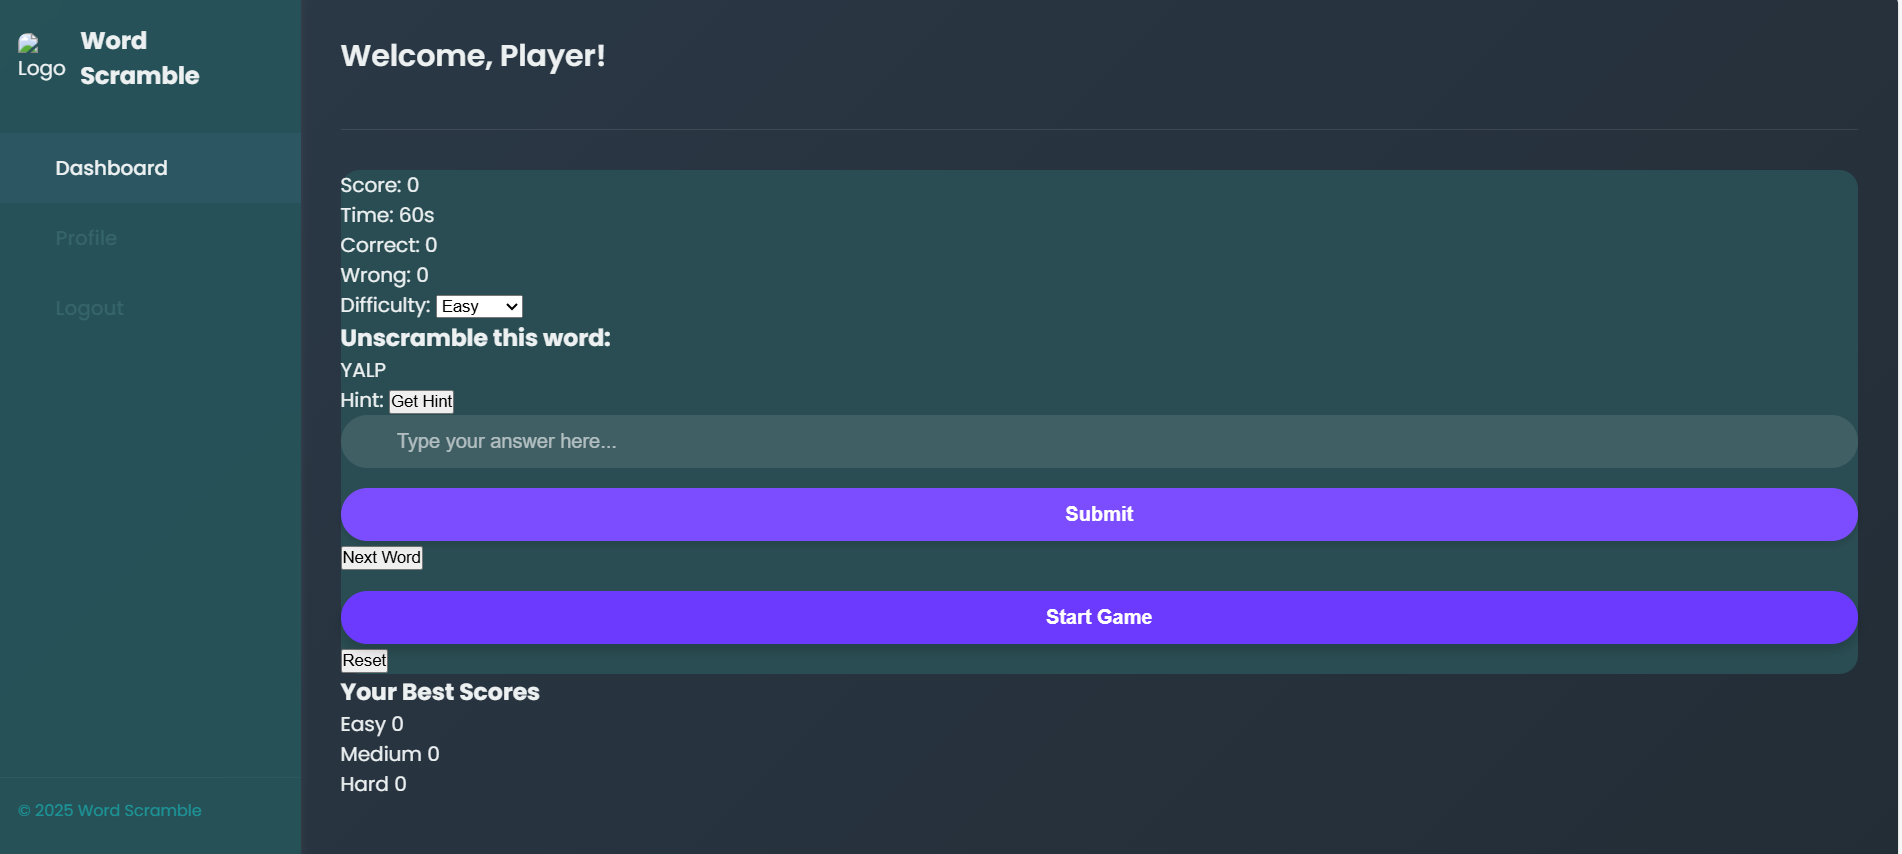 Logo
Word
Scramble
Dashboard
Profile
Logout
© 2025 Word Scramble
Welcome, Player!
Score: 0
Time: 60s
Correct: 0
Wrong: 0
Difficulty: Easy
Unscramble this word:
YALP
Hint: Get Hint
Type your answer here...
Submit
Next Word
Start Game
Reset
Your Best Scores
Easy 0
Medium 0
Hard 0